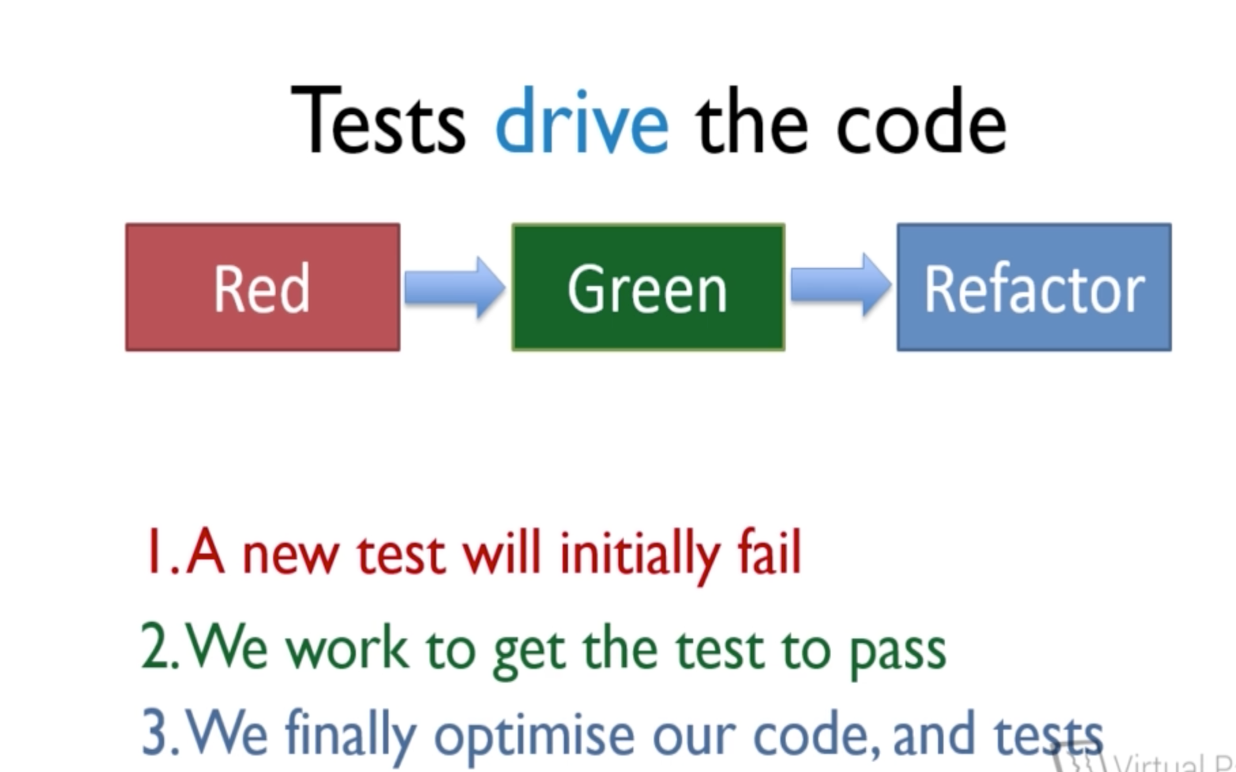 Tests drive the code
Red
Green
Refactor
1. A new test will initially fail
2. We work to get the test to pass
3. We finally optimise our code, and tests
Virtual